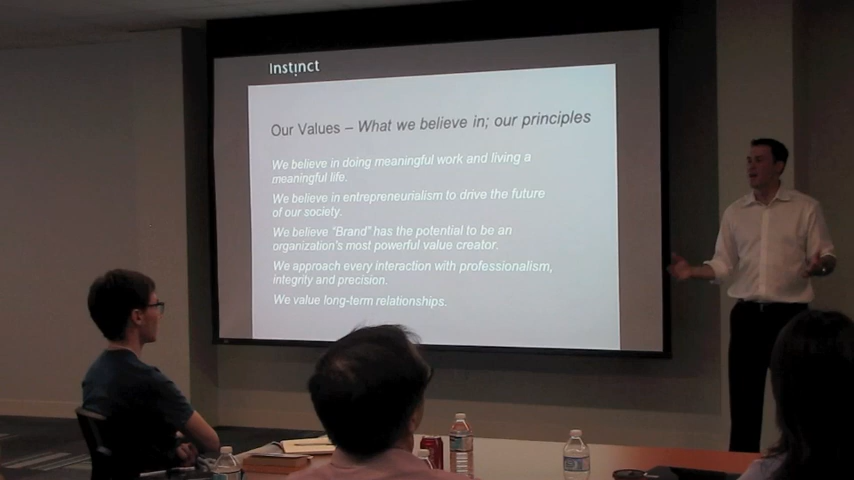 Instinct
Our Values – What we believe in; our principles
We believe in doing meaningful work and living a
meaningful life.
We believe in entrepreneurialism to drive the future
of our society.
We believe “Brand” has the potential to be an
organization's most powerful value creator.
We approach every interaction with professionalism,
integrity and precision.
We value long-term relationships.